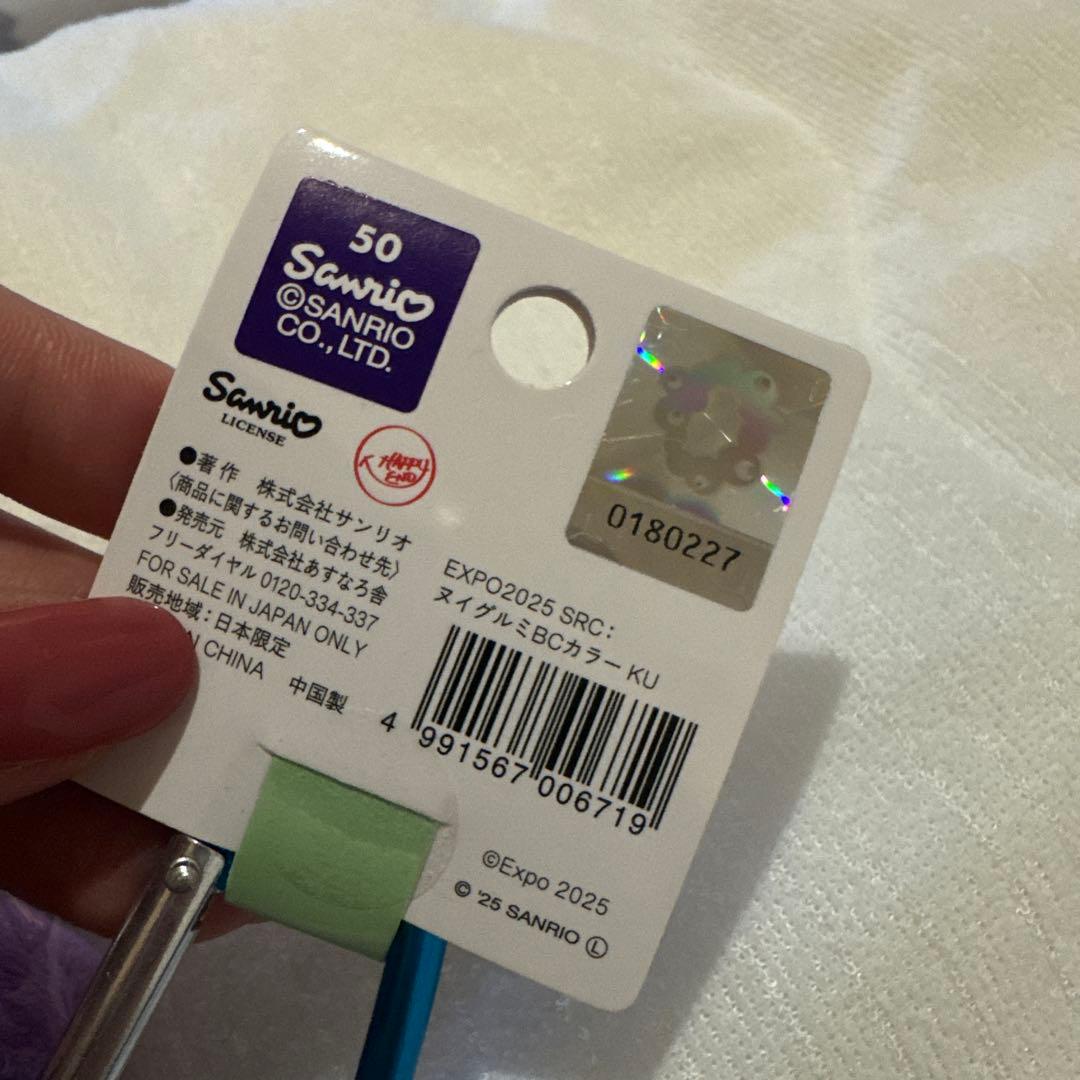 50
Sanrio
©SANRIO
CO., LTD.
Sanrio
LICENSE
HAPPY
END
●著作 株式会社サンリオ
〈商品に関するお問い合わせ先〉
●発売元 株式会社あすなろ舎
フリーダイヤル 0120-334-337
FOR SALE IN JAPAN ONLY
販売地域：日本限定
CHINA 中国製
0180227
EXPO2025 SRC：
ヌイグルミBCカラー KU
4 991567 006719
©Expo 2025
© '25 SANRIO Ⓛ